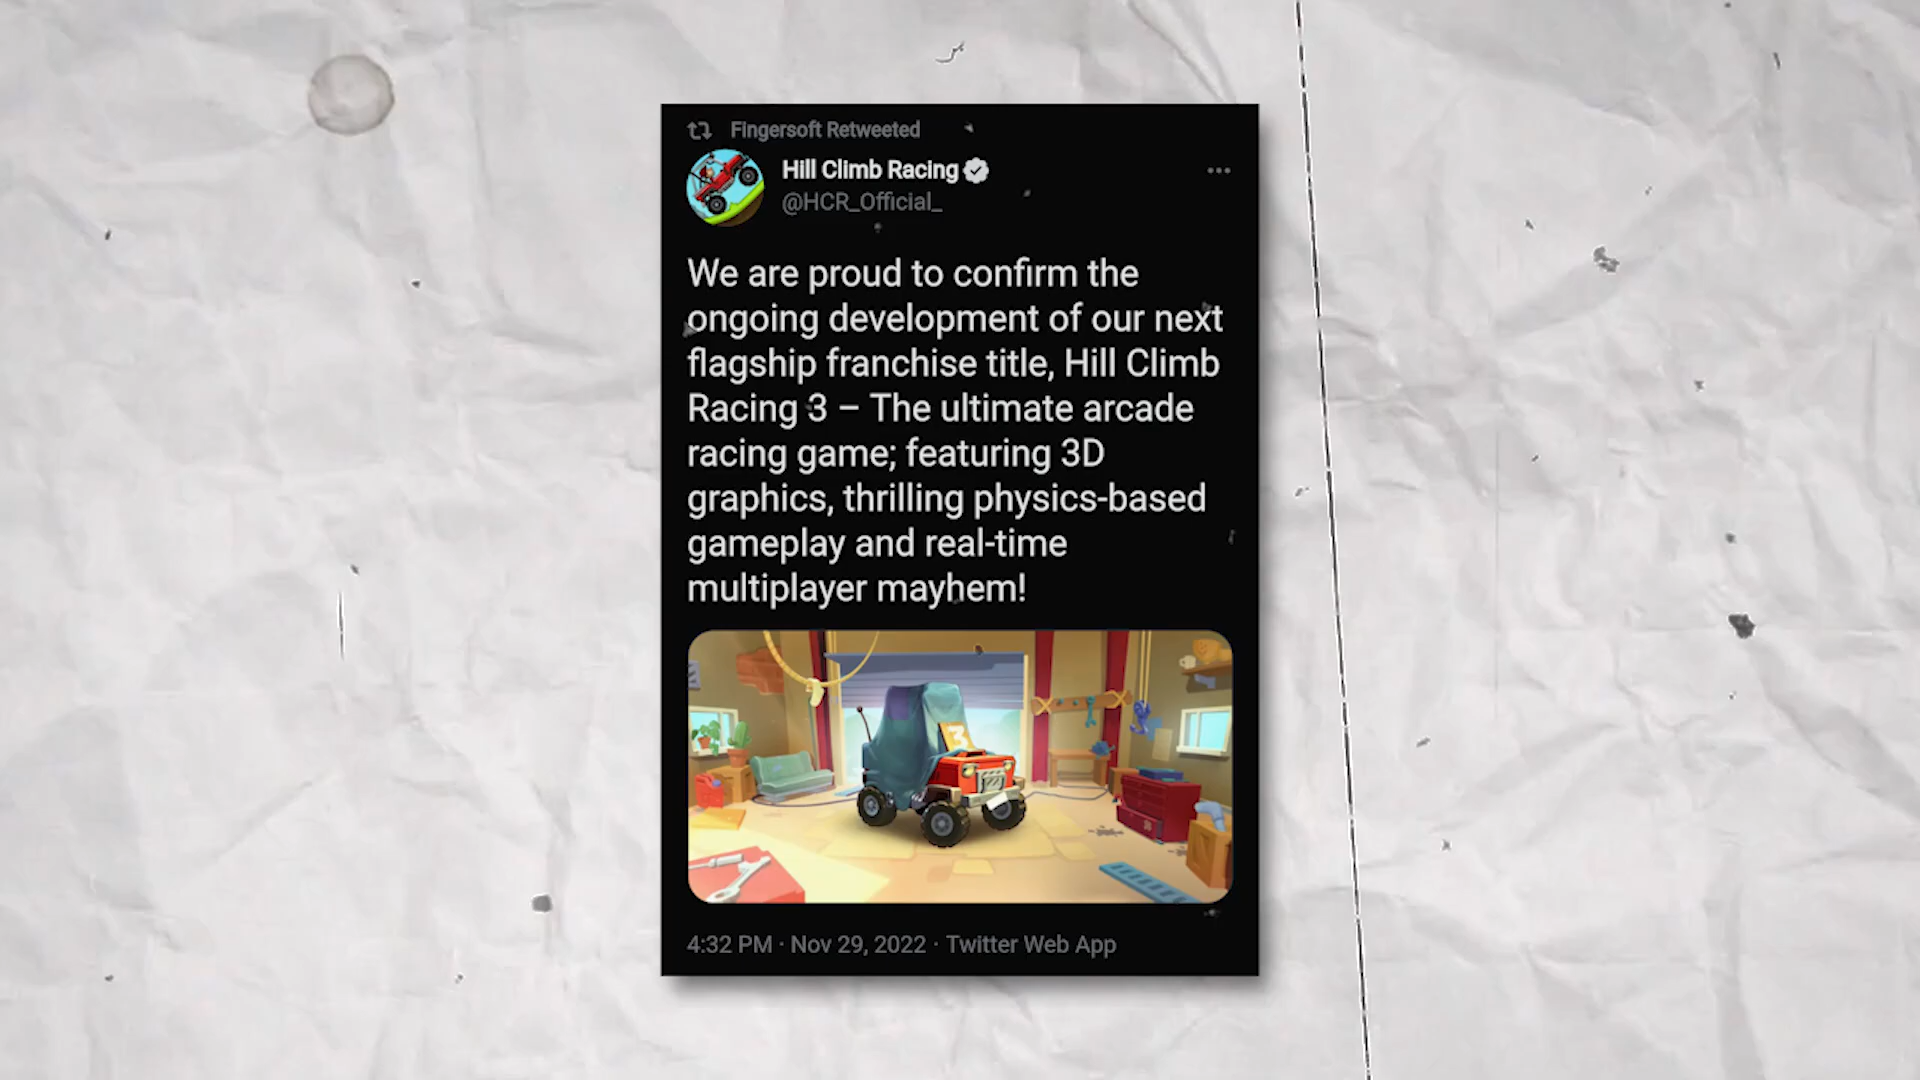 Fingersoft Retweeted
Hill Climb Racing
@HCR_Official_
We are proud to confirm the
ongoing development of our next
flagship franchise title, Hill Climb
Racing 3 – The ultimate arcade
racing game; featuring 3D
graphics, thrilling physics-based
gameplay and real-time
multiplayer mayhem!
3
4:32 PM · Nov 29, 2022 · Twitter Web App